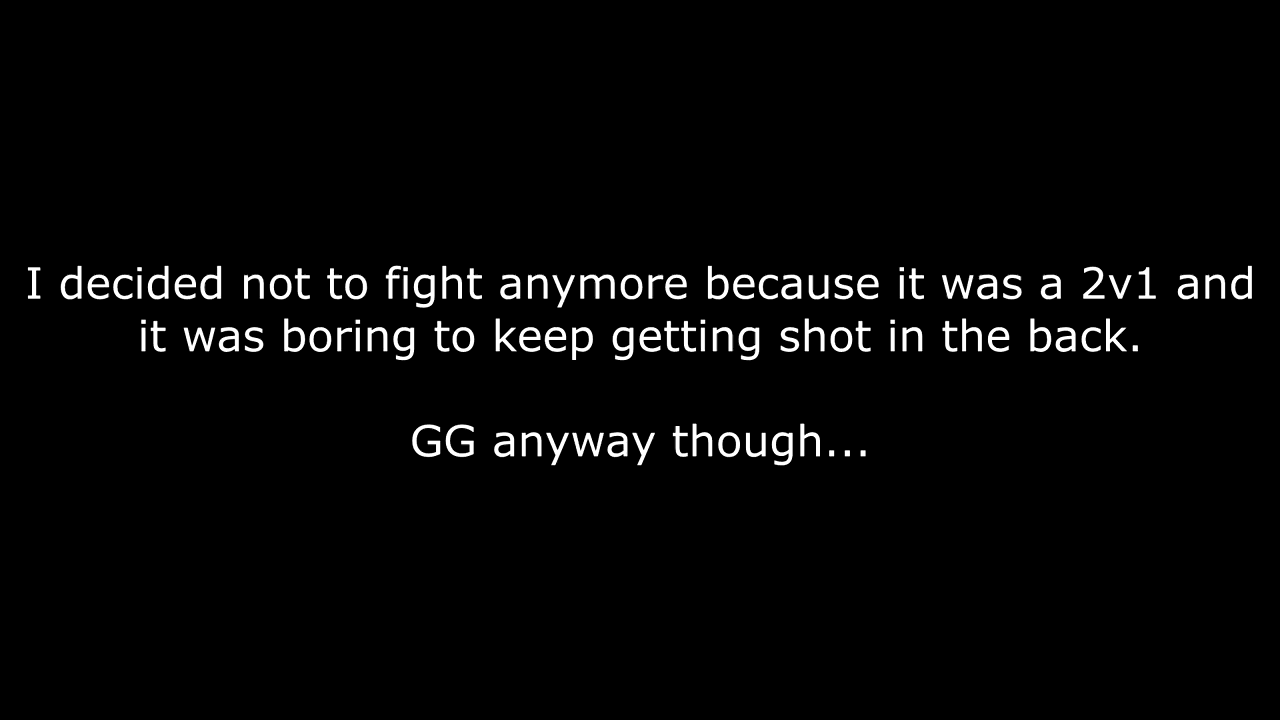 I decided not to fight anymore because it was a 2v1 and
it was boring to keep getting shot in the back.
GG anyway though...